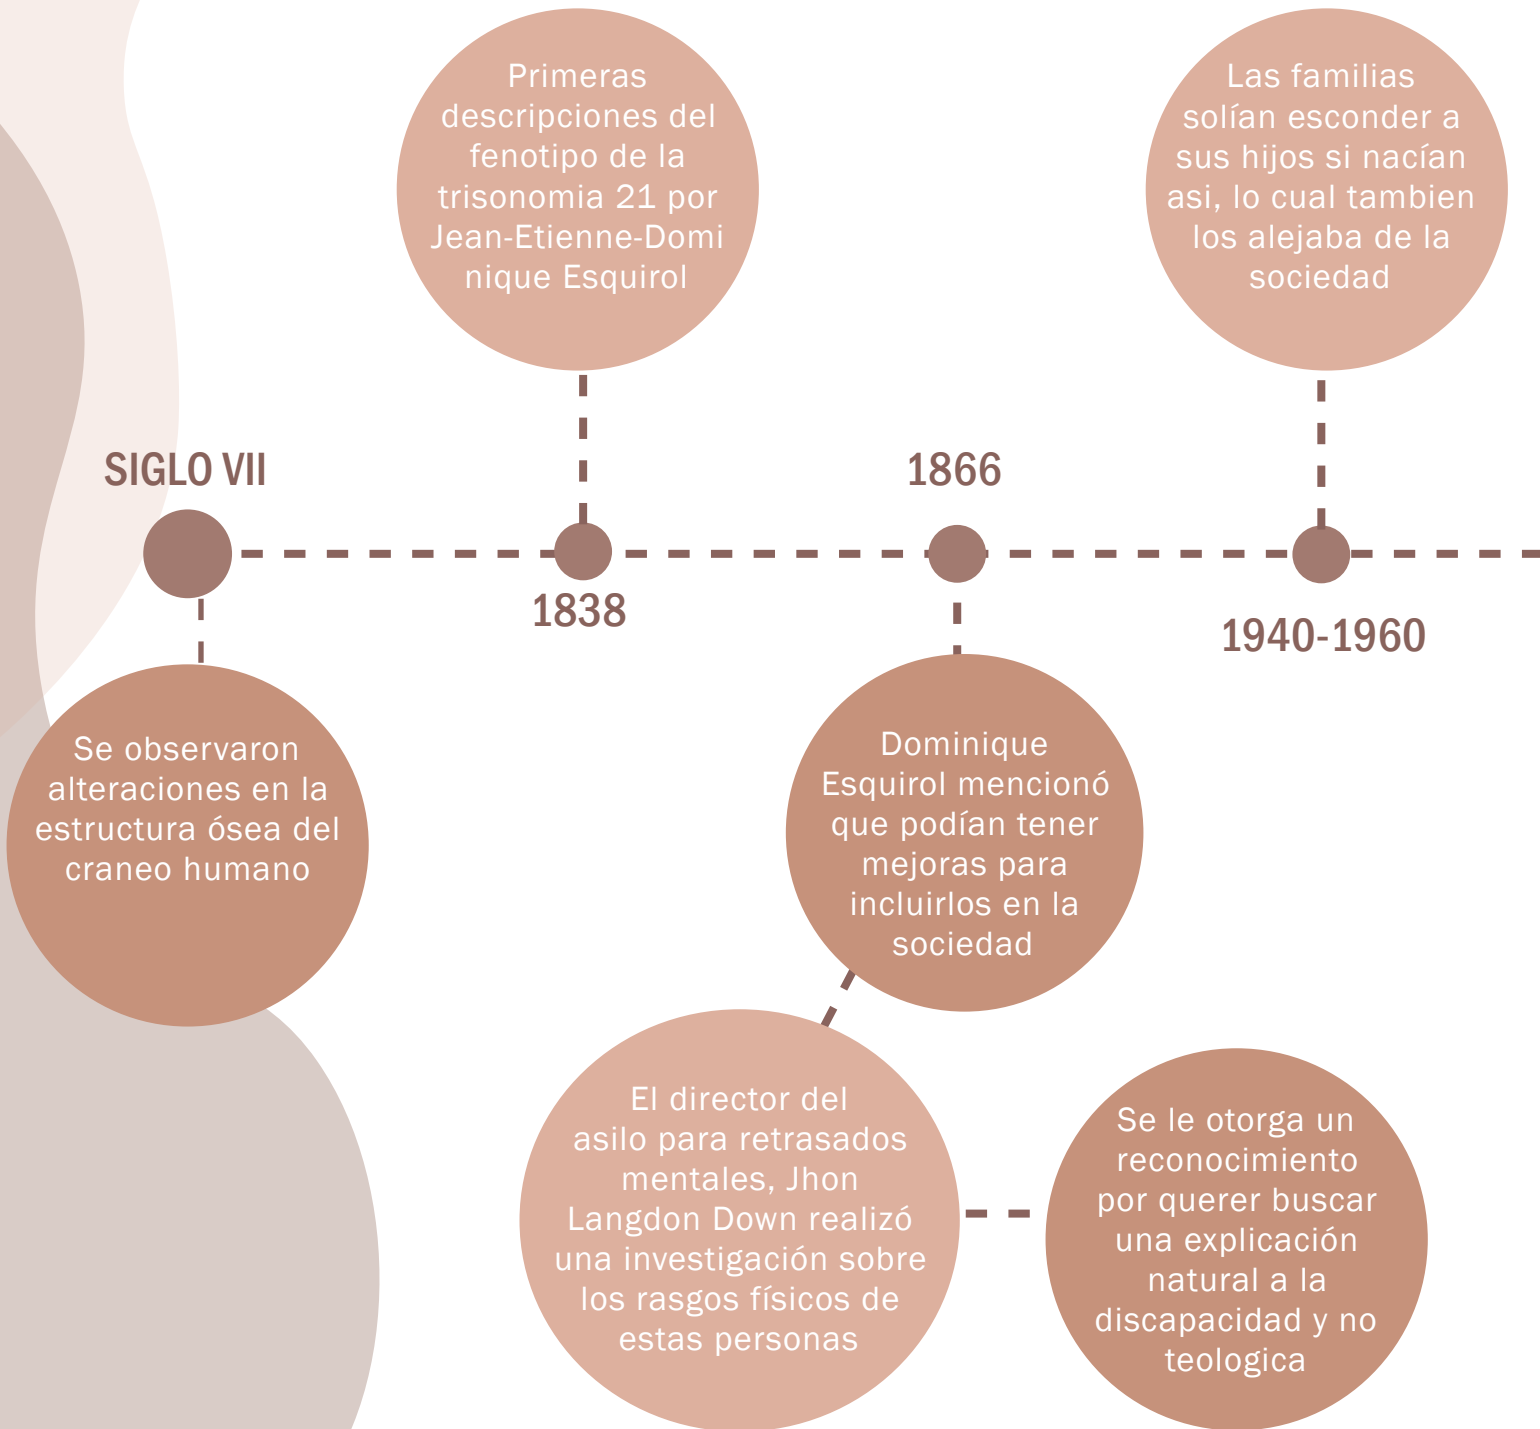 SIGLO VII
Se observaron
alteraciones en la
estructura ósea del
craneo humano
Primeras
descripciones del
fenotipo de la
trisonomia 21 por
Jean-Etienne-Domi
nique Esquirol
1838
1866
Dominique
Esquirol mencionó
que podían tener
mejoras para
incluirlos en la
sociedad
El director del
asilo para retrasados
mentales, Jhon
Langdon Down realizó
una investigación sobre
los rasgos físicos de
estas personas
Se le otorga un
reconocimiento
por querer buscar
una explicación
natural a la
discapacidad y no
teologica
Las familias
solían esconder a
sus hijos si nacían
asi, lo cual tambien
los alejaba de la
sociedad
1940-1960